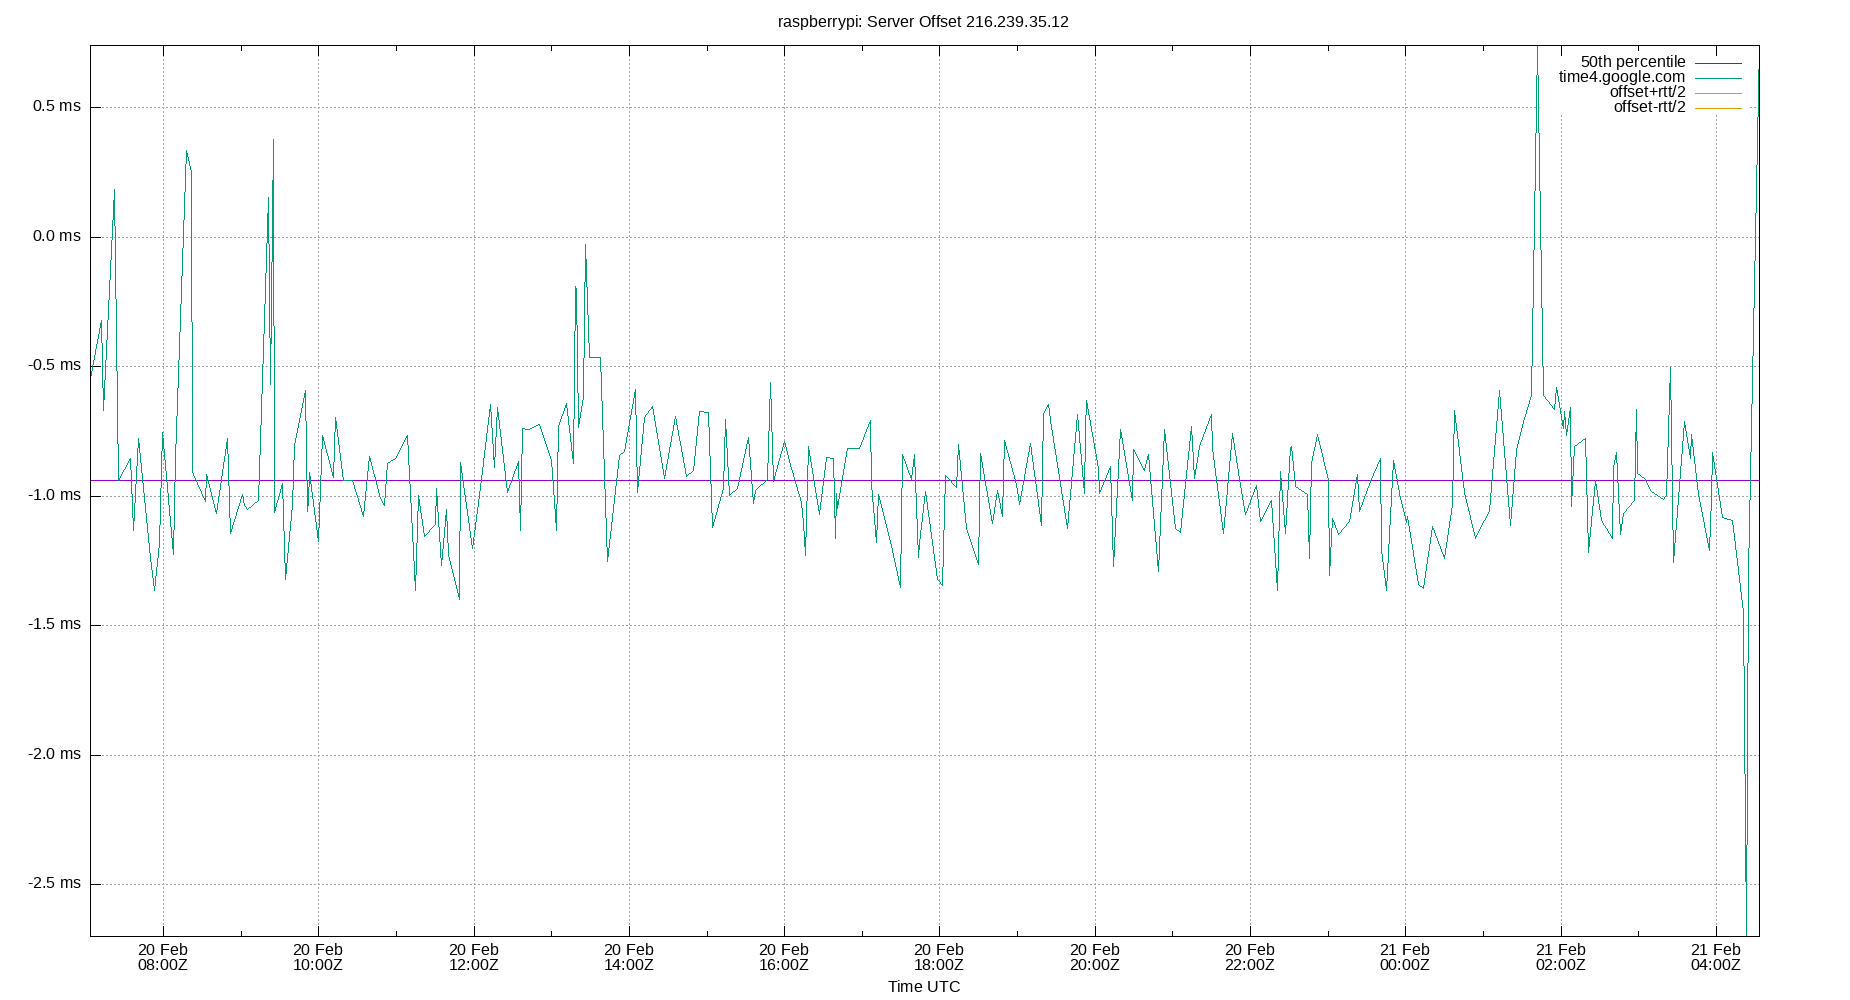 raspberrypi: Server Offset 216.239.35.12
50th percentile
time4.google.com
offset+rtt/2
offset-rtt/2
0.5 ms
0.0 ms
-0.5 ms
-1.0 ms
-1.5 ms
-2.0 ms
-2.5 ms
20 Feb 20 Feb 20 Feb 20 Feb 20 Feb 20 Feb 20 Feb 20 Feb 21 Feb 21 Feb 21 Feb
08:00Z 10:00Z 12:00Z 14:00Z 16:00Z 18:00Z 20:00Z 22:00Z 00:00Z 02:00Z 04:00Z
Time UTC